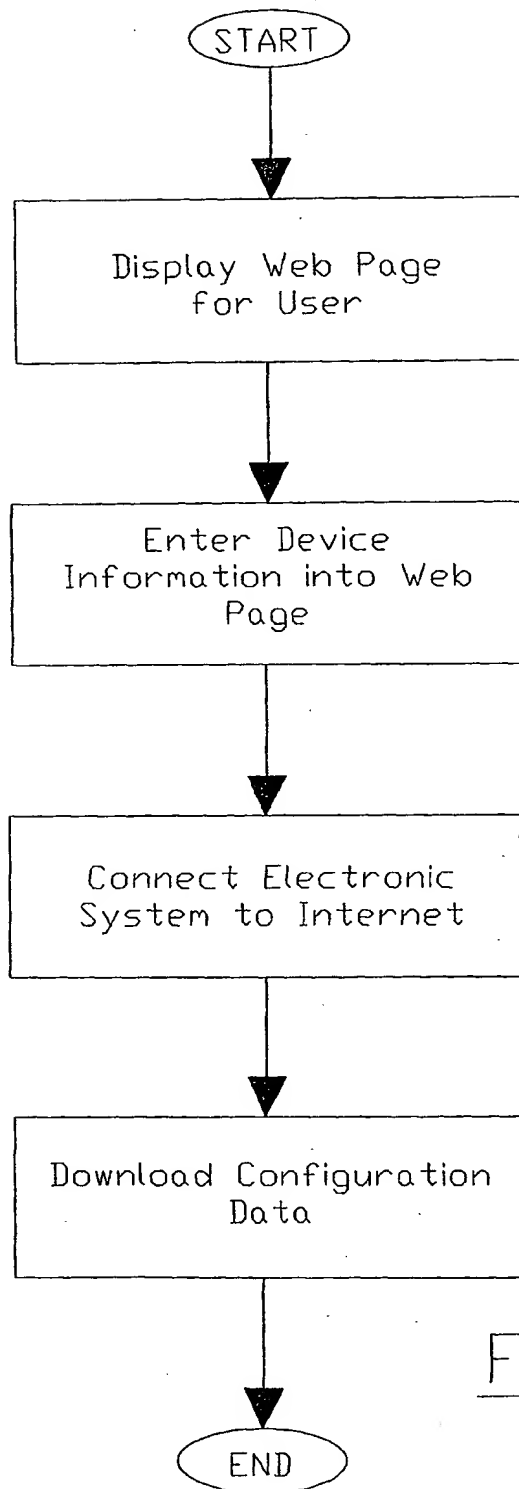 START
Display Web Page
for User
Enter Device
Information into Web
Page
Connect Electronic
System to Internet
Download Configuration
Data
F
END